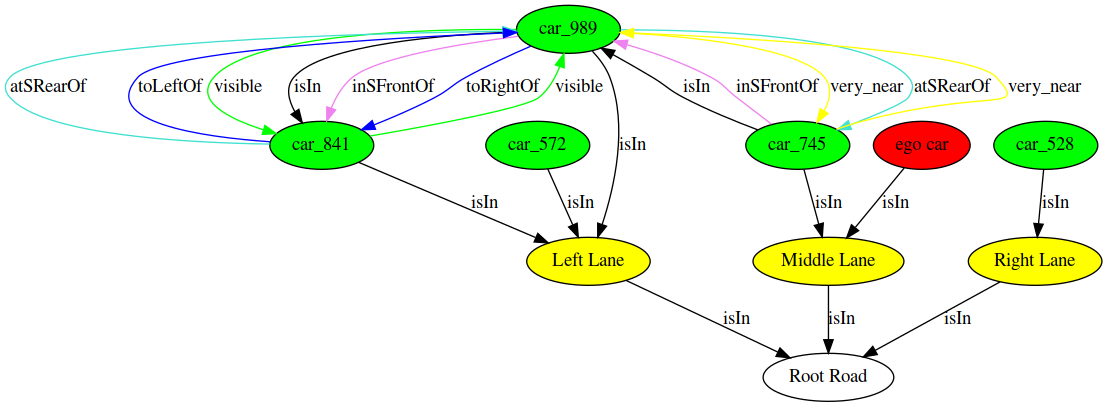 car_989
atSRearOf toLeftOf visible isIn inSFrontOf toRightOf visible isIn inSFrontOf very_near atSRearOf very_near
car_841 car_572 isIn car_745 ego car car_528
isIn isIn isIn isIn isIn
Left Lane Middle Lane Right Lane
isIn isIn isIn
Root Road